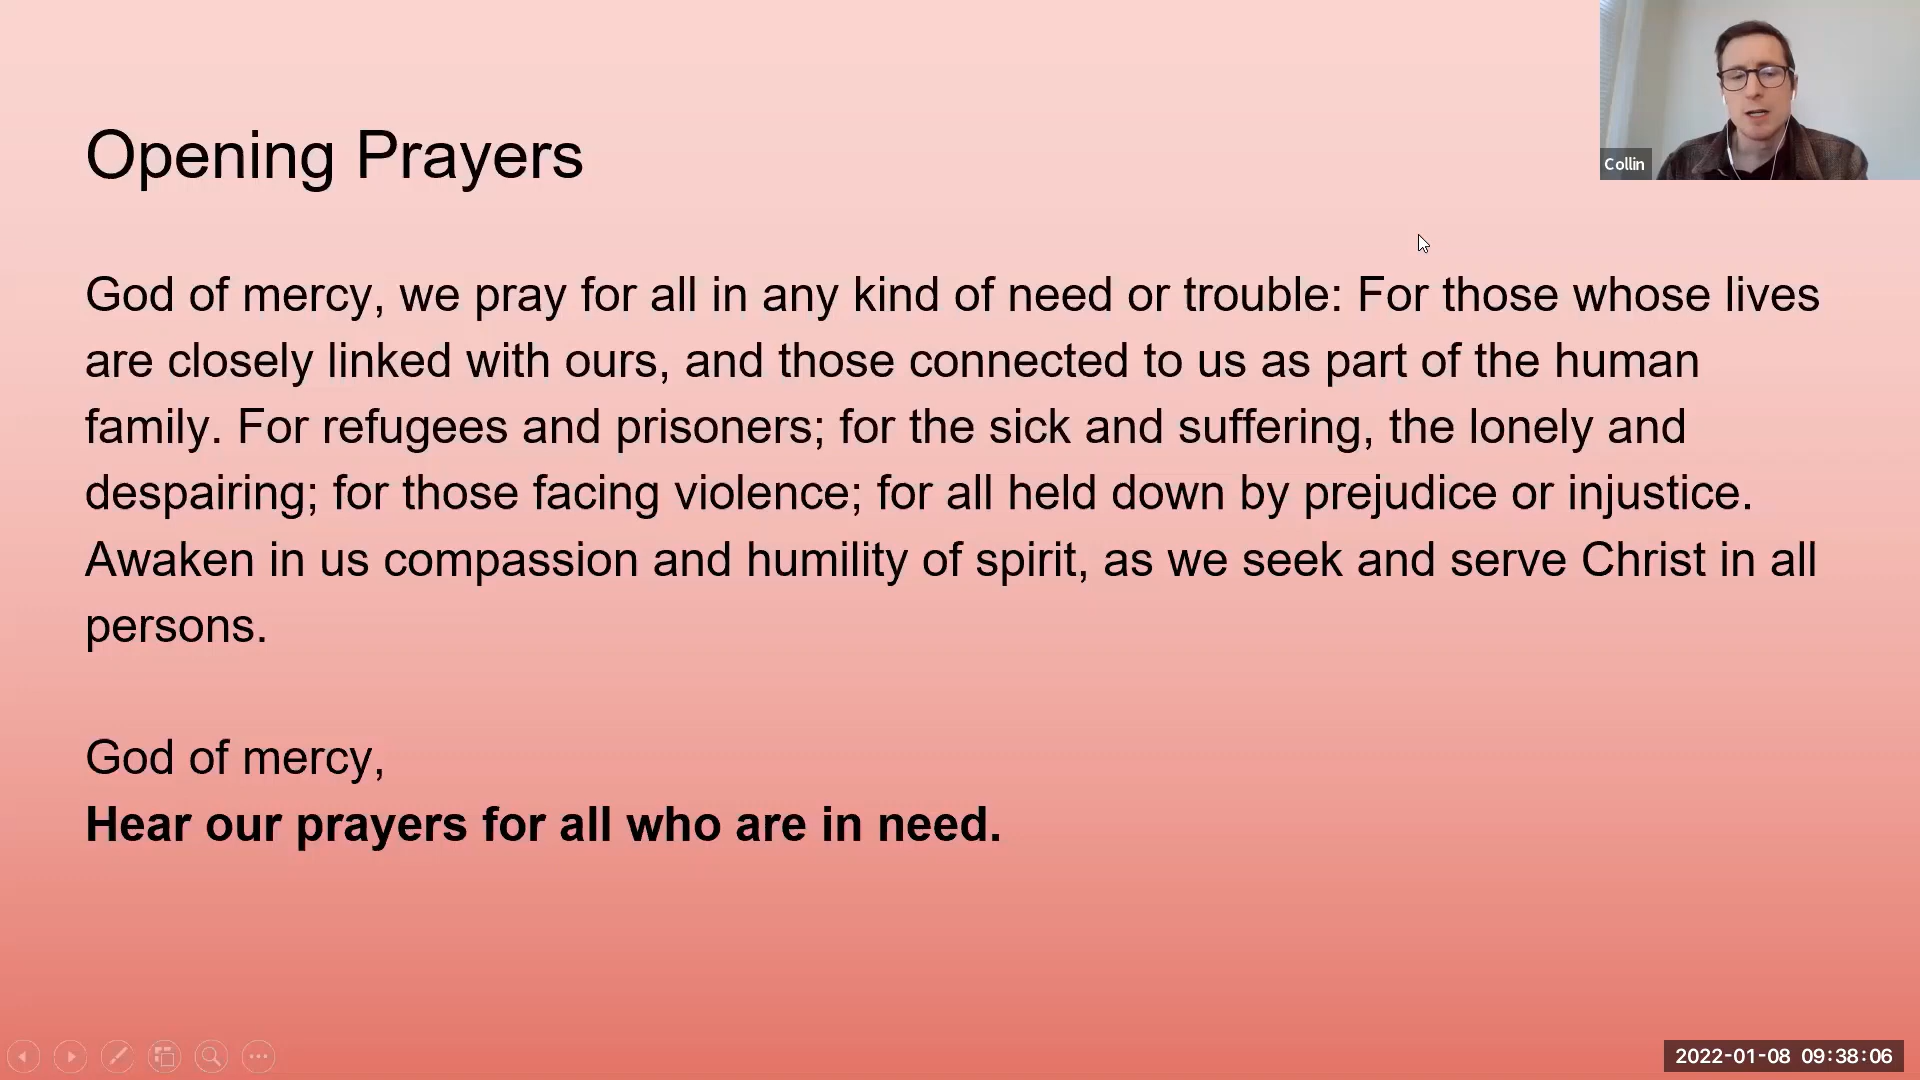 Collin
Opening Prayers
God of mercy, we pray for all in any kind of need or trouble: For those whose lives
are closely linked with ours, and those connected to us as part of the human
family. For refugees and prisoners; for the sick and suffering, the lonely and
despairing; for those facing violence; for all held down by prejudice or injustice.
Awaken in us compassion and humility of spirit, as we seek and serve Christ in all
persons.
God of mercy,
Hear our prayers for all who are in need.
2022-01-08 09:38:06